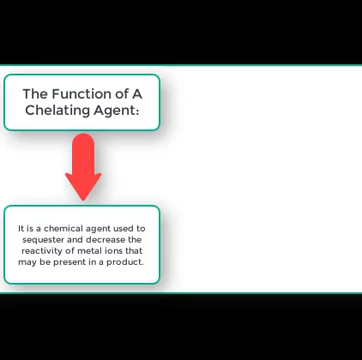 The Function of A
Chelating Agent:
It is a chemical agent used to
sequester and decrease the
reactivity of metal ions that
may be present in a product.